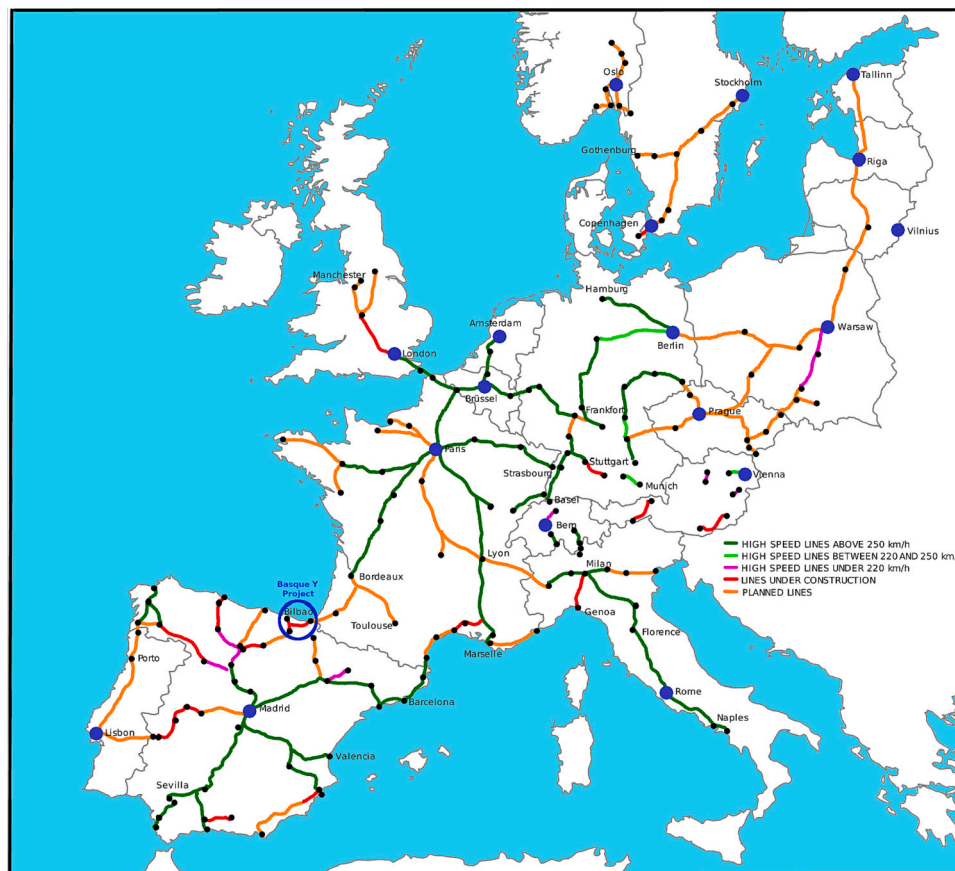 Oslo
Stockholm
Tallinn
Gothenburg
Riga
Copenhagen
Vilnius
Manchester
Hamburg
Amsterdam
Warsaw
London
Berlin
Brüssel
Frankfort
Prague
Paris
Stuttgart
Strasbourg
Vienna
Munich
Basel
Bern
HIGH SPEED LINES ABOVE 250 km/h
HIGH SPEED LINES BETWEEN 220 AND 250 km/
HIGH SPEED LINES UNDER 220 km/h
LINES UNDER CONSTRUCTION
PLANNED LINES
Lyon
Milan
Bordeaux
Basque Y
Project
Bilbao
Genoa
Toulouse
Florence
Marselle
Porto
Rome
Barcelona
Madrid
Naples
Lisbon
Valencia
Sevilla